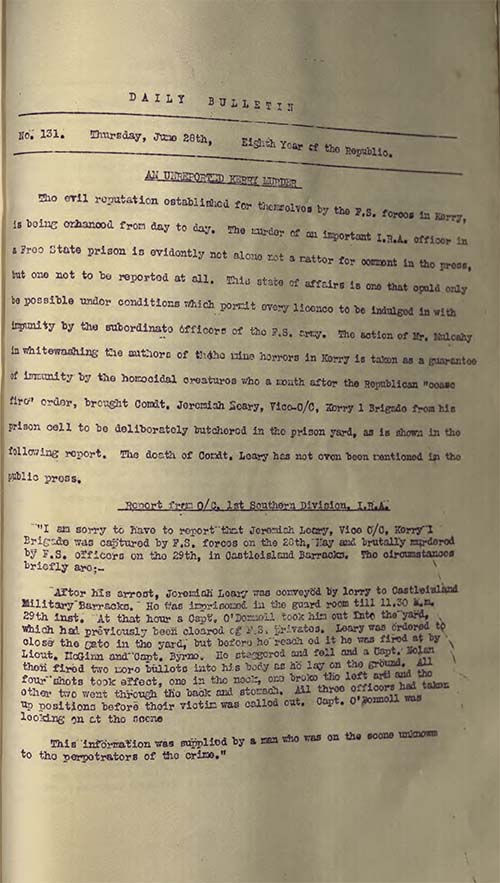 DAILY BULLETIN
No. 131. Thursday, June 28th, Eighth Year of the Republic.
AN UNREPORTED KERRY MURDER
The evil reputation established for themselves by the F.S. forces in Kerry,
is being enhanced from day to day. The murder of an important I.R.A. officer in
a Free State prison is evidently not alone not a matter for comment in the press,
but one not to be reported at all. This state of affairs is one that could only
be possible under conditions which permit every licence to be indulged in with
impunity by the subordinate officers of the F.S. army. The action of Mr. Mulcahy
in whitewashing the authors of the mine horrors in Kerry is taken as a guarantee
of immunity by the homocidal creatures who a month after the Republican "cease
fire" order, brought Comdt. Jeremiah Leary, Vice-O/C, Kerry 1 Brigade from his
prison cell to be deliberately butchered in the prison yard, as is shown in the
following report. The death of Comdt. Leary has not even been mentioned in the
public press.
Report from O/C. 1st Southern Division, I.R.A.
"I am sorry to have to report that Jeremiah Leary, Vice O/C, Kerry 1
Brigade was captured by F.S. forces on the 28th, May and brutally murdered
by F.S. officers on the 29th, in Castleisland Barracks. The circumstances
briefly are:-
"After his arrest, Jeremiah Leary was conveyed by lorry to Castleisland
Military Barracks. He was imprisoned in the guard room till 11.30
29th inst. At that hour a Capt. O'Donnell took him out into the yard,
which had previously been cleared of F.S. privates. Leary was ordered to
close the gate in the yard, but before he reached it he was fired at by
Lieut. McGinn and Capt. Byrne. He staggered and fell and a Capt. Nolan
then fired two more bullets into his body as he lay on the ground. All
four shots took effect, one in the neck, one broke the left arm and the
other two went through the back and stomach. All three officers had taken
up positions before their victim was called out. Capt. O'Donnell was
looking on at the scene
This information was supplied by a man who was on the scene unknown
to the perpetrators of the crime."